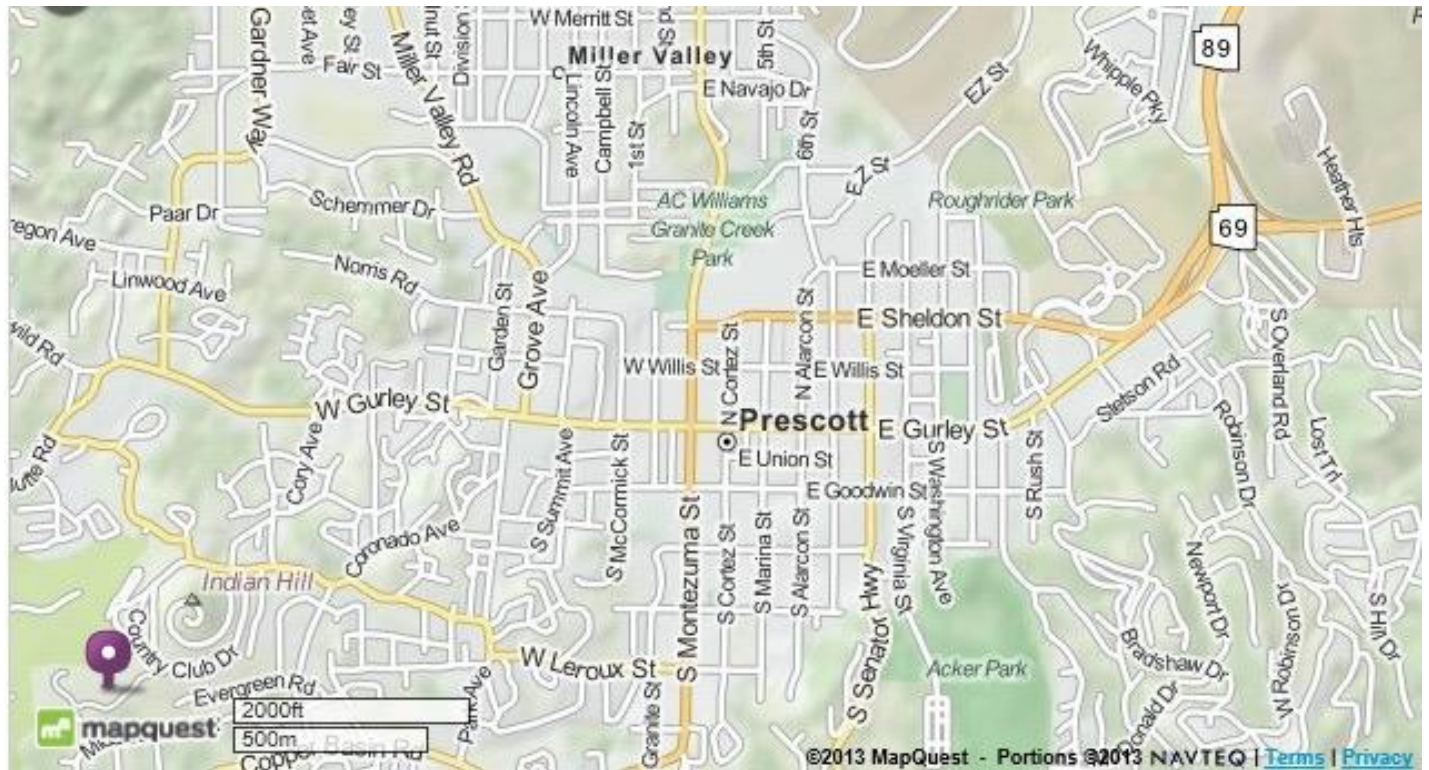 W Merritt St
Miller Valley
Fair St
Gardner Way
Miller Valley Rd
Division
Lincoln Ave
Campbell St
1st St
5th St
E Navajo Dr
6th St
EZ St
EZ St
Whipple Pky
89
69
Heather Hts
Paar Dr
Schemmer Dr
AC Williams
Granite Creek
Park
Roughrider Park
Linwood Ave
Norris Rd
E Moeller St
Garden St
Grove Ave
E Sheldon St
W Willis St
N Cortez St
N Alarcon St
E Willis St
Stetson Rd
S Overland Rd
W Gurley St
Prescott
E Gurley St
Robinson Dr
Lost Trl
Cory Ave
S Summit Ave
S McCormick St
E Union St
E Goodwin St
S Washington Ave
S Rush St
Coronado Ave
S Montezuma St
S Cortez St
S Marina St
S Alarcon St
S Virginia St
S Senator Hwy
Newport Dr
Indian Hill
Country Club Dr
W Leroux St
Acker Park
Bradshaw Dr
N Robinson Dr
S Hill Dr
Evergreen Rd
Park Ave
Granite St
mapquest
2000ft
500m
Copper Basin Rd
©2013 MapQuest - Portions ©2013 NAVTEQ | Terms | Privacy